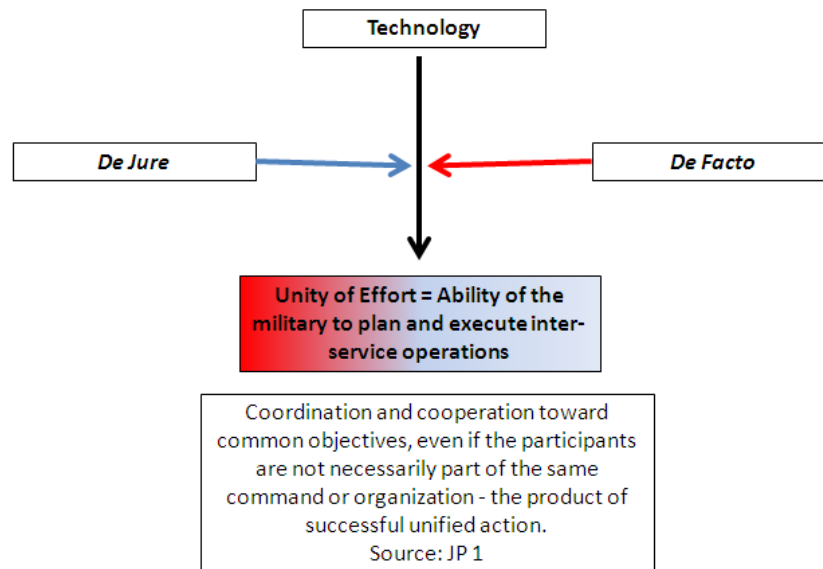 Technology
De Jure
De Facto
Unity of Effort = Ability of the
military to plan and execute inter-
service operations
Coordination and cooperation toward
common objectives, even if the participants
are not necessarily part of the same
command or organization - the product of
successful unified action.
Source: JP 1